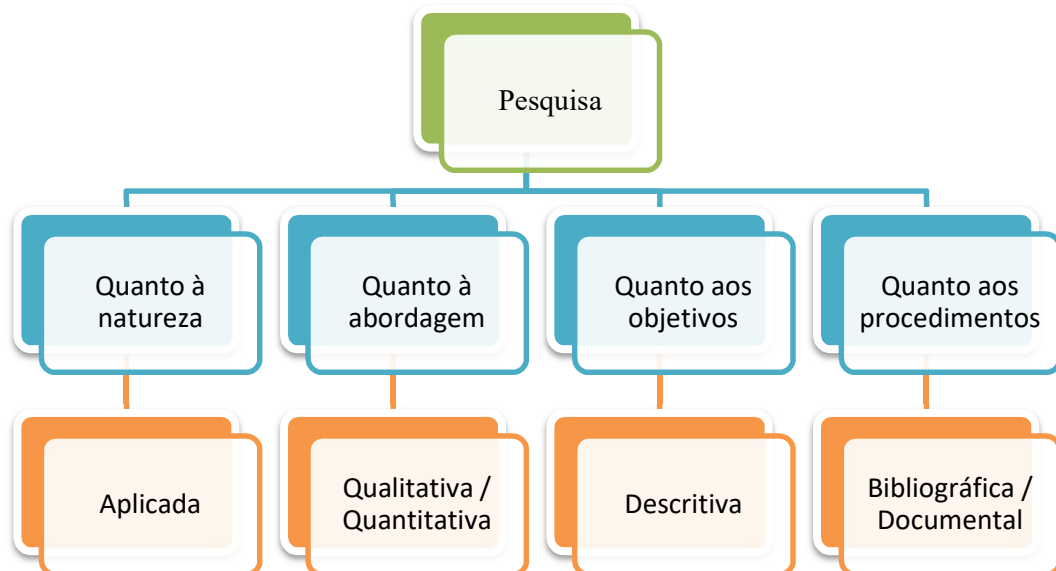 Pesquisa
Quanto à
natureza
Quanto à
abordagem
Quanto aos
objetivos
Quanto aos
procedimentos
Aplicada
Qualitativa /
Quantitativa
Descritiva
Bibliográfica /
Documental